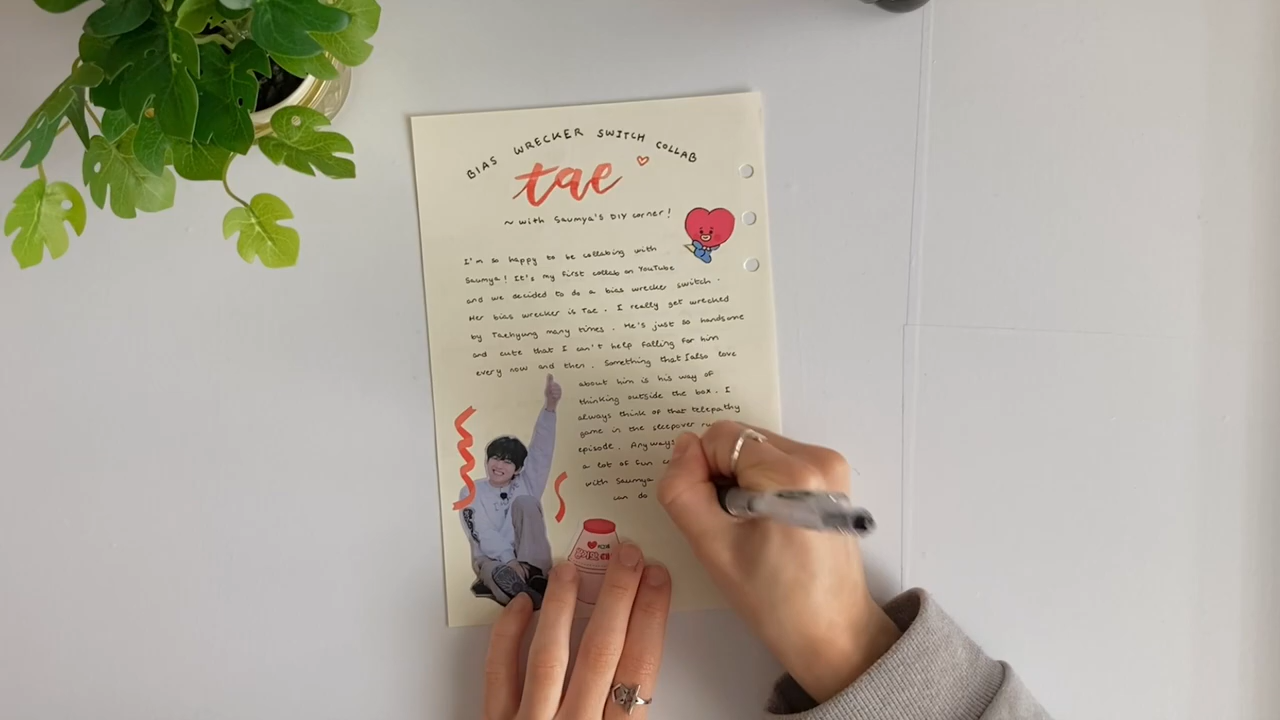 BIAS WRECKER SWITCH COLLAB
tae
~ with Saumya's DIY corner!
I'm so happy to be collabing with
Saumya! It's my first collab on YouTube
and we decided to do a bias wrecker switch.
Her bias wrecker is Tae. I really get wrecked
by Taehyung many times. He's just so handsome
and cute that I can't help falling for him
every now and then. Something that I also love
about him is his way of
thinking outside the box. I
always think of that telepathy
game in the sleepover
episode. Anyways
a lot of fun
with Saumya
can do